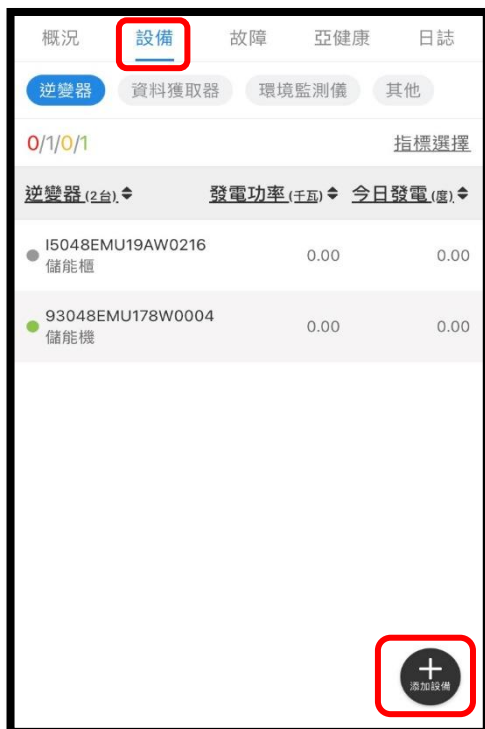 概況 設備 故障 亞健康 日誌
逆變器 資料獲取器 環境監測儀 其他
0/1/0/1 指標選擇
逆變器(2台) 發電功率(千瓦) 今日發電(度)
I5048EMU19AW0216 0.00 0.00
儲能櫃
93048EMU178W0004 0.00 0.00
儲能機
添加設備